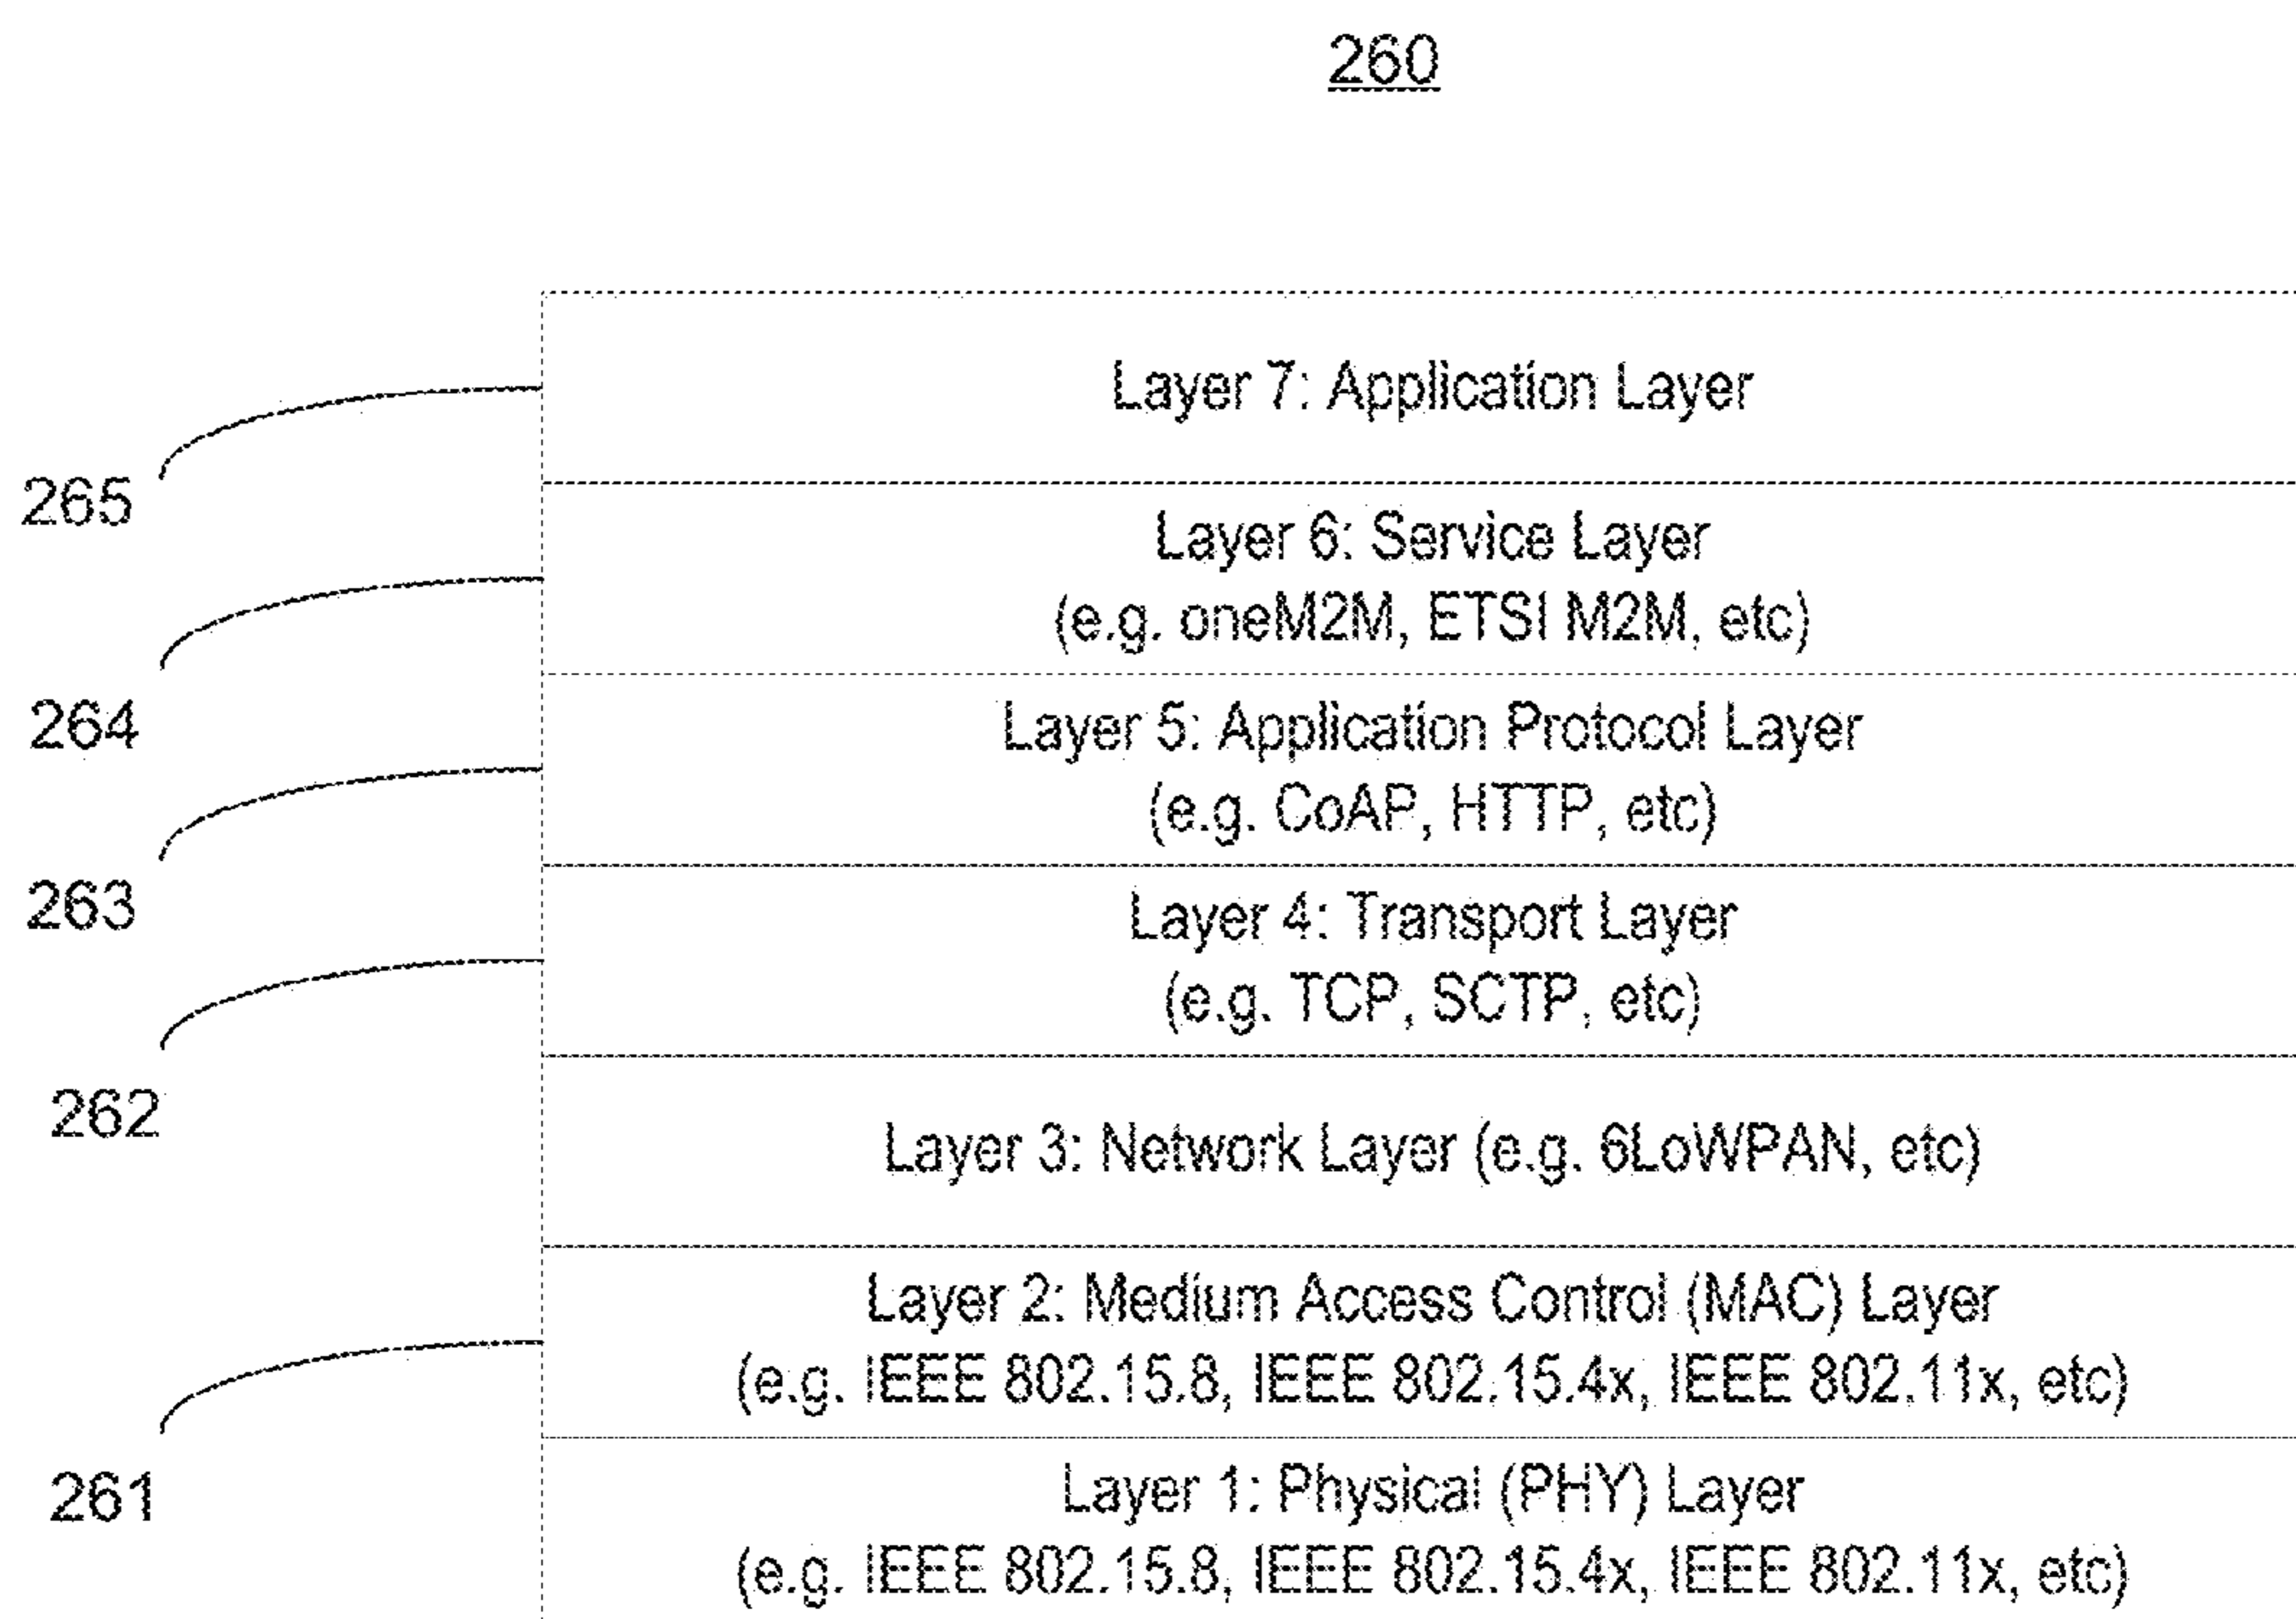 260
Layer 7: Application Layer
265
Layer 6: Service Layer
(e.g. oneM2M, ETSI M2M, etc)
264
Layer 5: Application Protocol Layer
(e.g. CoAP, HTTP, etc)
263
Layer 4: Transport Layer
(e.g. TCP, SCTP, etc)
262
Layer 3: Network Layer (e.g. 6LoWPAN, etc)
Layer 2: Medium Access Control (MAC) Layer
(e.g. IEEE 802.15.8, IEEE 802.15.4x, IEEE 802.11x, etc)
261
Layer 1: Physical (PHY) Layer
(e.g. IEEE 802.15.8, IEEE 802.15.4x, IEEE 802.11x, etc)